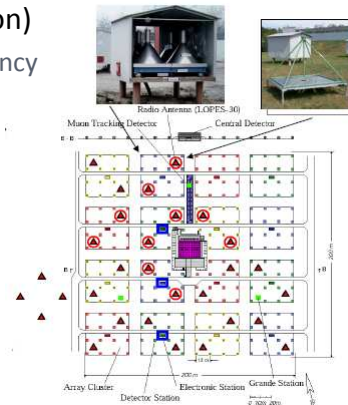 on)
ncy
Radio Antenna (LOPES-30)
Muon Tracking Detector
Central Detector
B - B
200 m
Array Cluster
Detector Station
Electronic Station
Grande Station